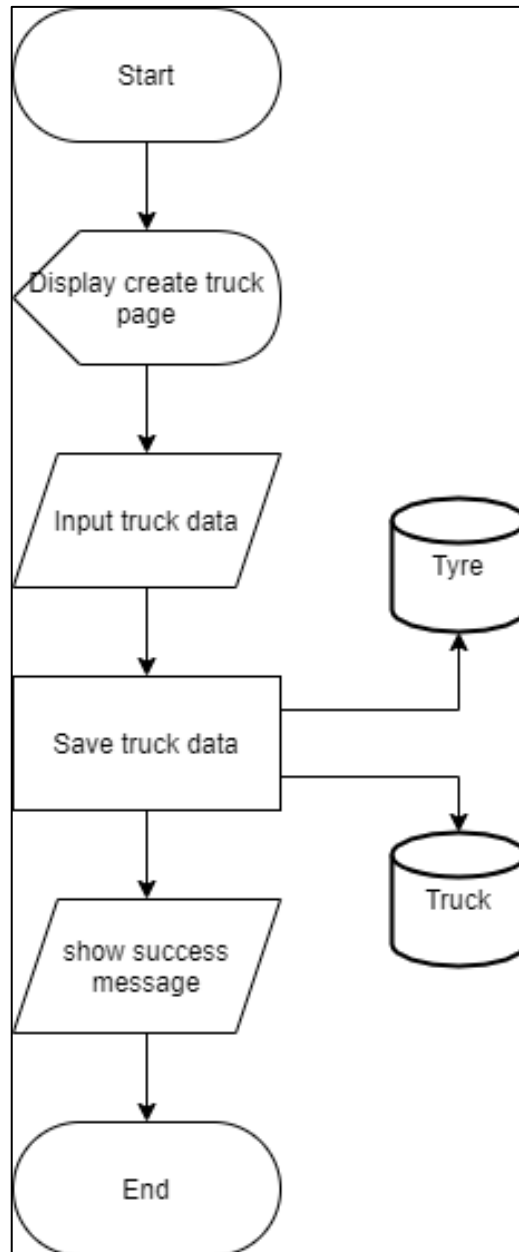 Start
Display create truck
page
Input truck data
Tyre
Save truck data
Truck
show success
message
End